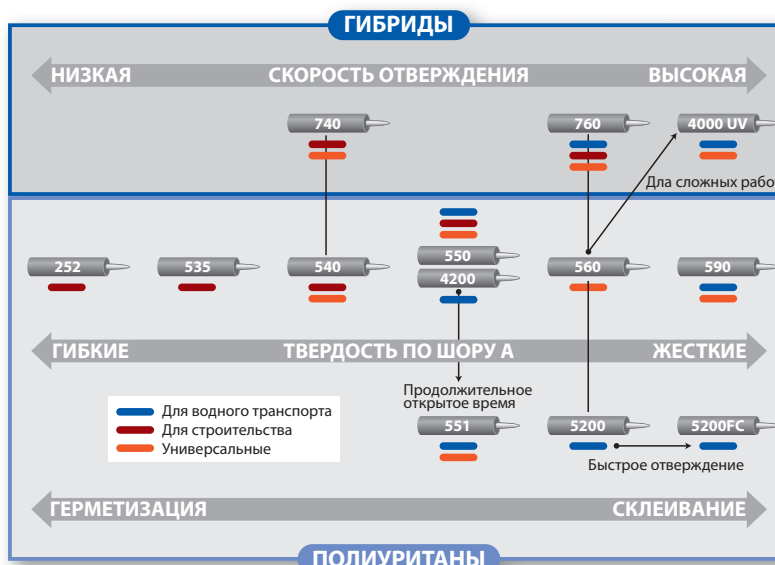 ГИБРИДЫ
НИЗКАЯ СКОРОСТЬ ОТВЕРЖДЕНИЯ ВЫСОКАЯ
740 760 4000 UV
Дла сложных работ
550
252 535 540 4200 560 590
ГИБКИЕ ТВЕРДОСТЬ ПО ШОРУ А ЖЕСТКИЕ
Продолжительное
открытое время
Для водного транспорта
Для строительства
Универсальные
551 5200 5200FC
Быстрое отверждение
ГЕРМЕТИЗАЦИЯ СКЛЕИВАНИЕ
ПОЛИУРИТАНЫ